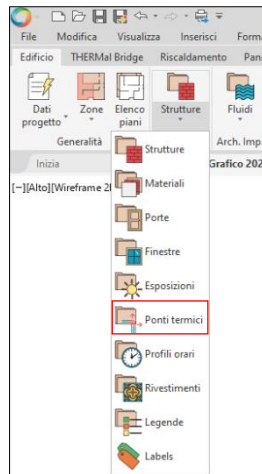 File Modifica Visualizza Inserisci Forma
Edificio THERMal Bridge Riscaldamento Pan
Dati progetto Zone Elenco piani Strutture Fluidi
Generalità Arch. Imp.
Inizia Grafico 202
[−][Alto][Wireframe 2
Strutture
Materiali
Porte
Finestre
Esposizioni
Ponti termici
Profili orari
Rivestimenti
Legende
Labels